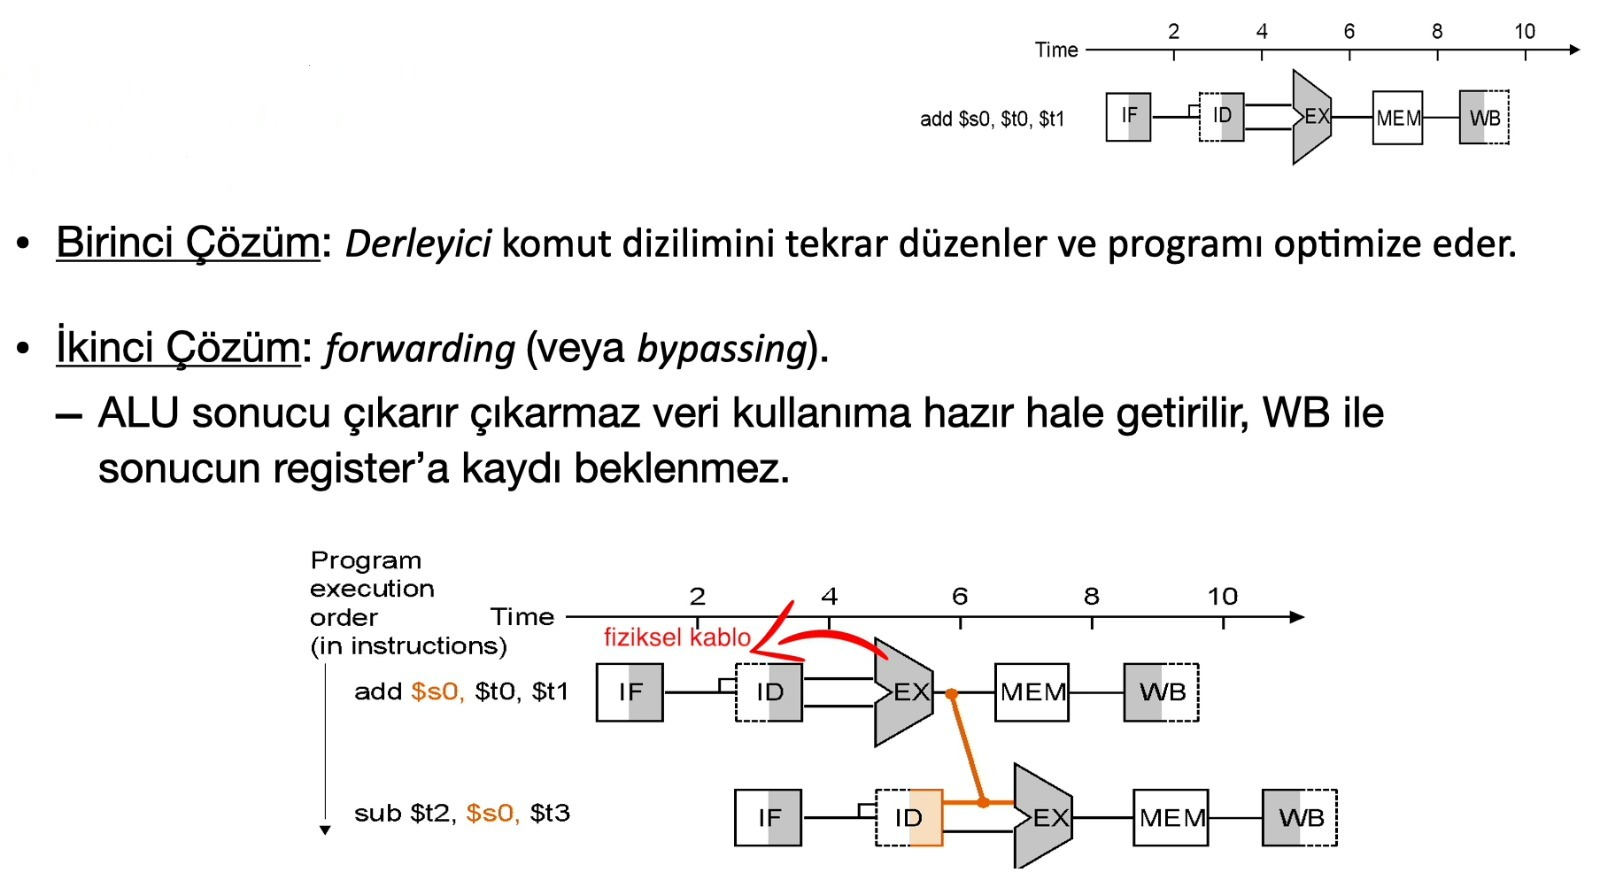 2 4 6 8 10
Time
add $s0, $t0, $t1 IF ID EX MEM WB
• Birinci Çözüm: Derleyici komut dizilimini tekrar düzenler ve programı optimize eder.
• İkinci Çözüm: forwarding (veya bypassing).
– ALU sonucu çıkarır çıkarmaz veri kullanıma hazır hale getirilir, WB ile
sonucun register’a kaydı beklenmez.
Program
execution
order
(in instructions)
Time
2 4 6 8 10
fiziksel kablo
add $s0, $t0, $t1 IF ID EX MEM WB
sub $t2, $s0, $t3 IF ID EX MEM WB